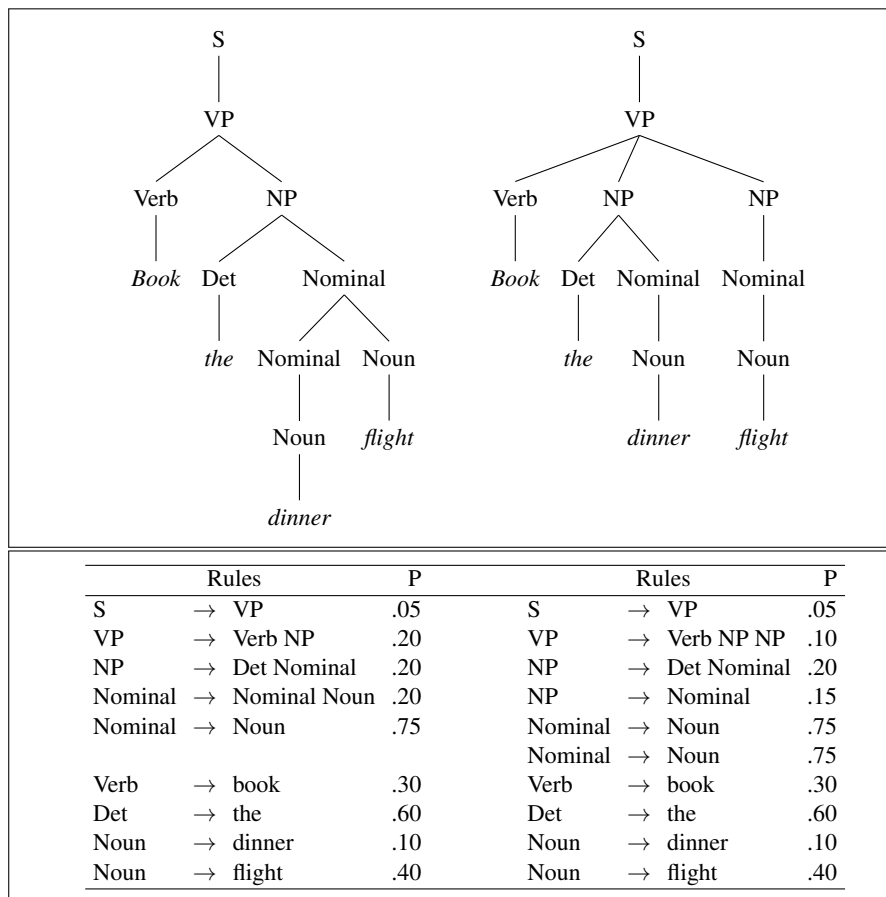 S S
VP VP
Verb NP Verb NP NP
Book Det Nominal Book Det Nominal Nominal
the Nominal Noun the Noun Noun
Noun flight dinner flight
dinner
Rules P Rules P
S → VP .05 S → VP .05
VP → Verb NP .20 VP → Verb NP NP .10
NP → Det Nominal .20 NP → Det Nominal .20
Nominal → Nominal Noun .20 NP → Nominal .15
Nominal → Noun .75 Nominal → Noun .75
Nominal → Noun .75
Verb → book .30 Verb → book .30
Det → the .60 Det → the .60
Noun → dinner .10 Noun → dinner .10
Noun → flight .40 Noun → flight .40